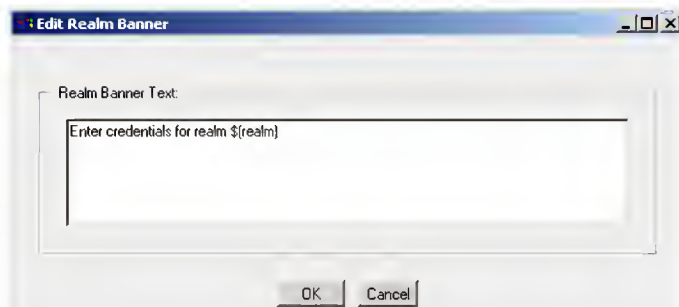 Edit Realm Banner
Realm Banner Text:
Enter credentials for realm $(realm)
OK Cancel